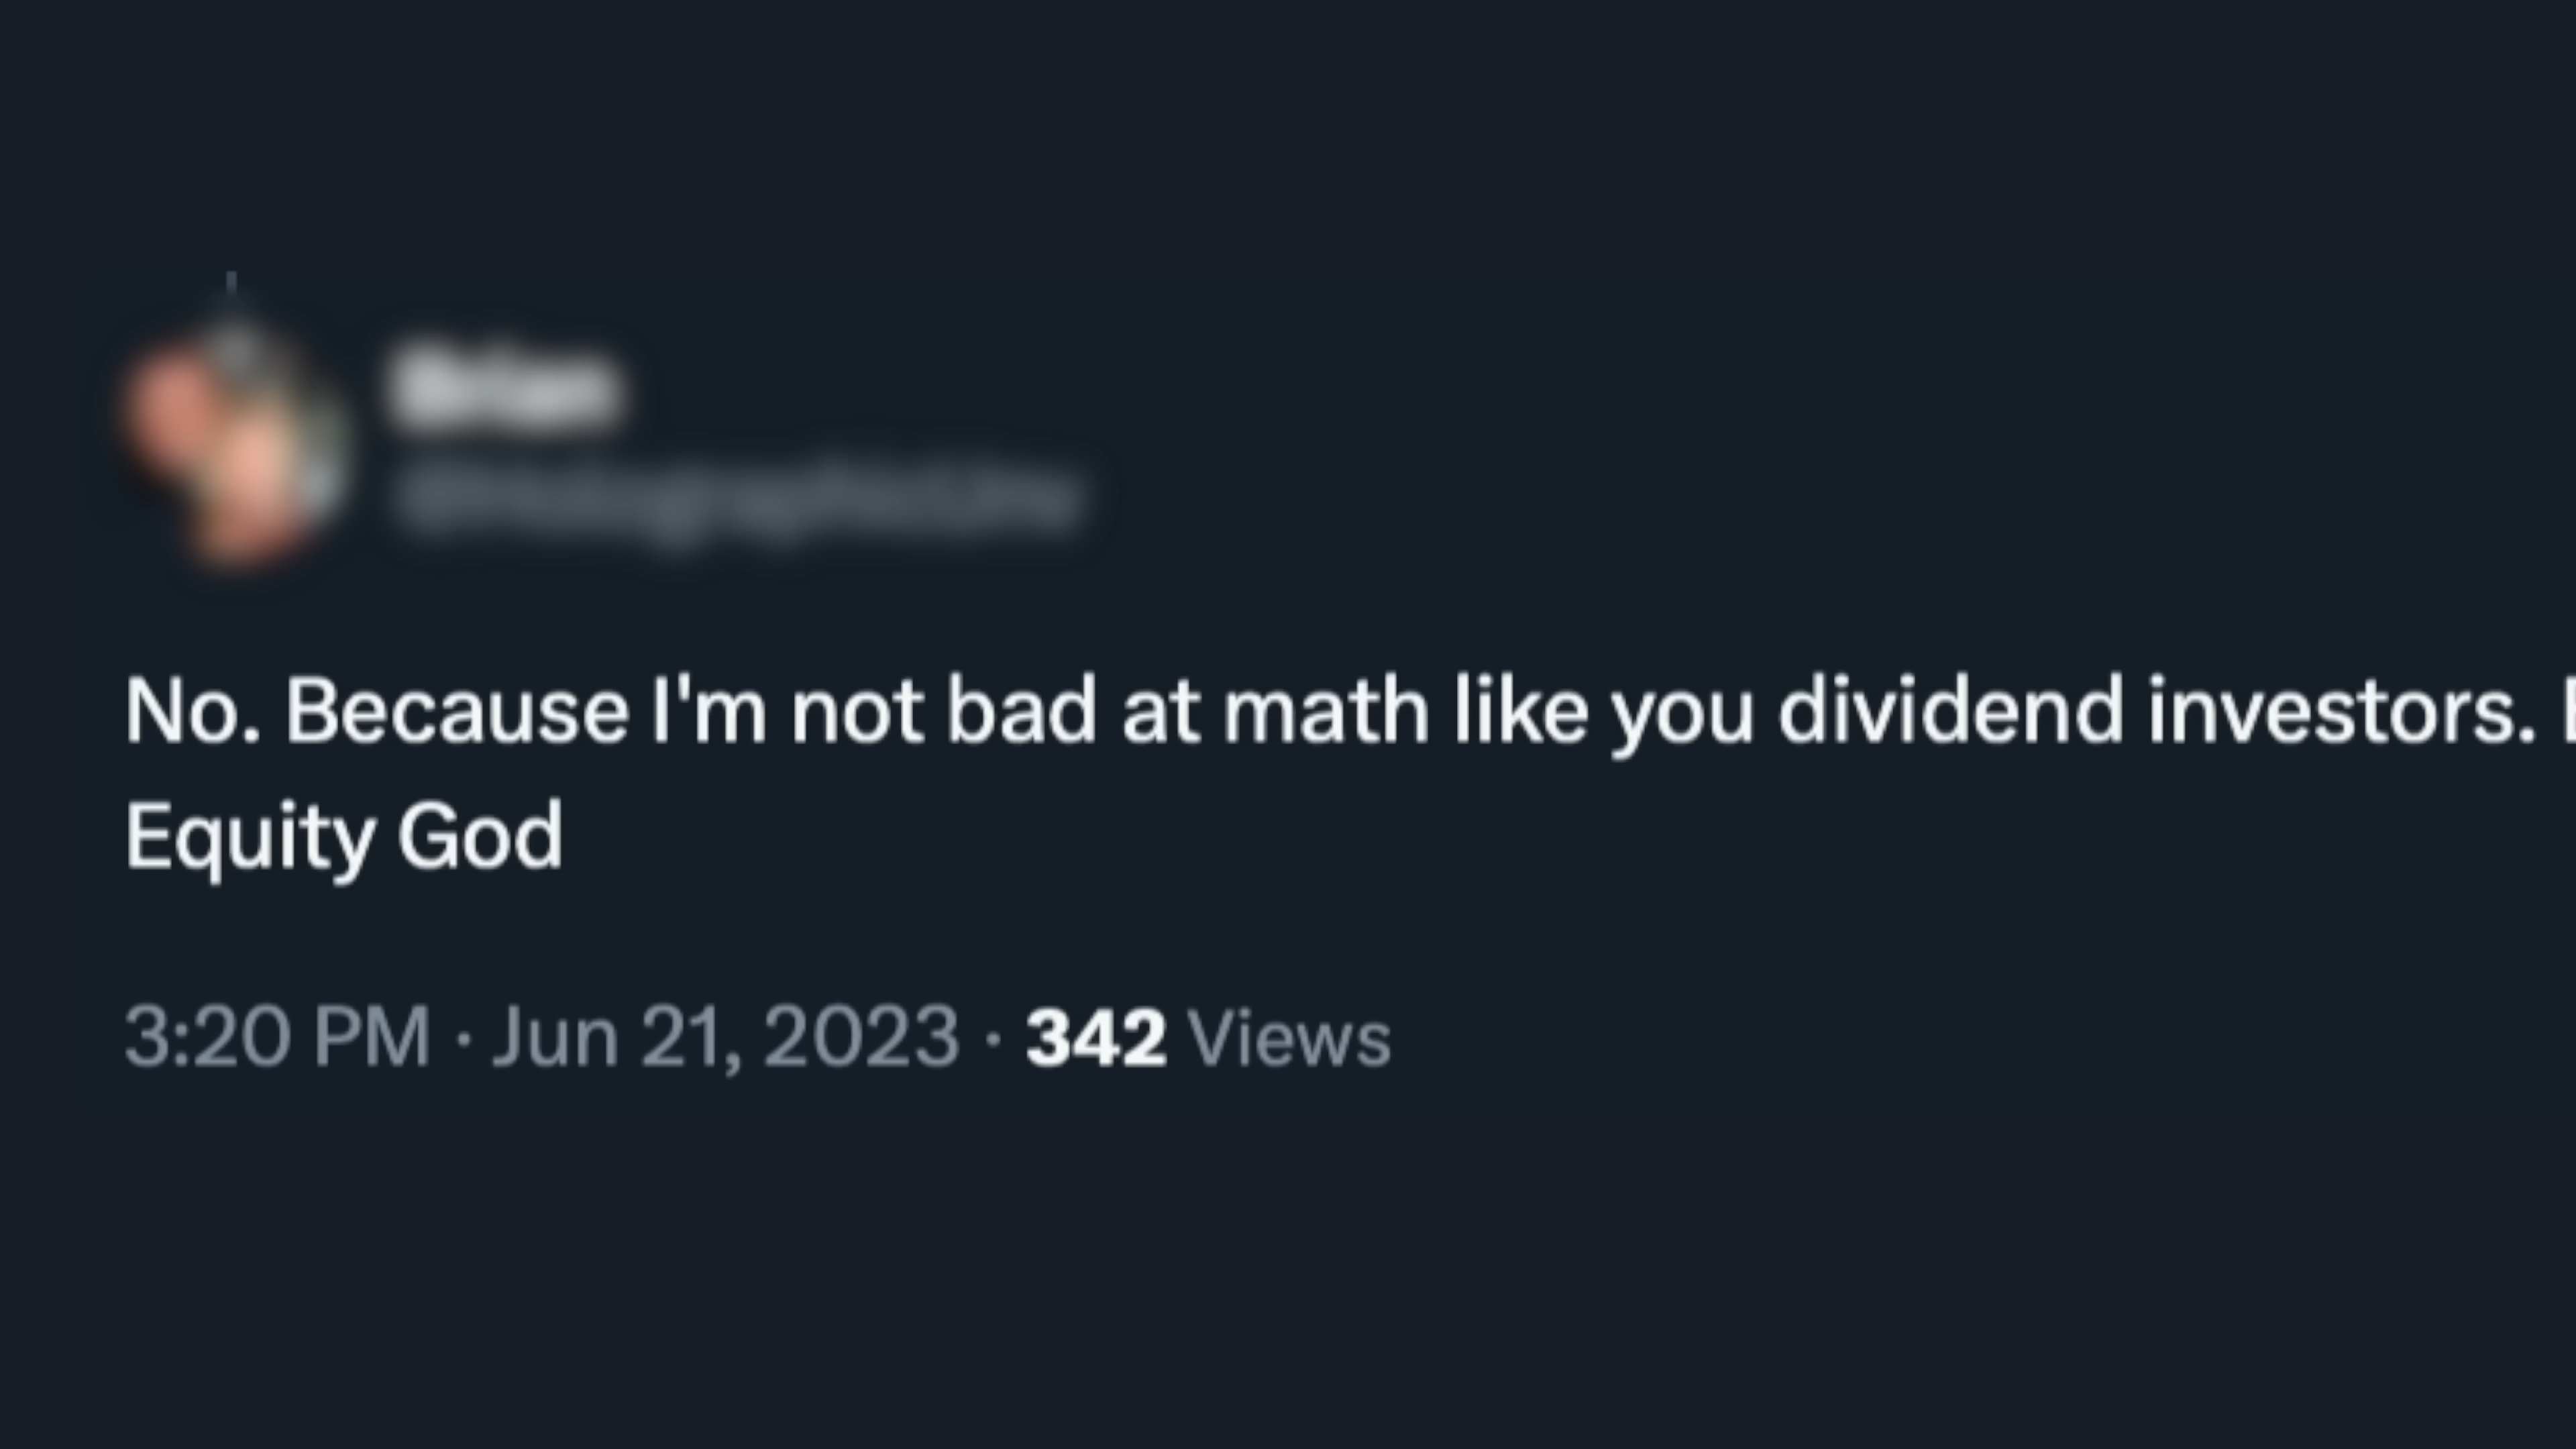 Brian
No. Because I'm not bad at math like you dividend investors.
Equity God
3:20 PM · Jun 21, 2023 · 342 Views